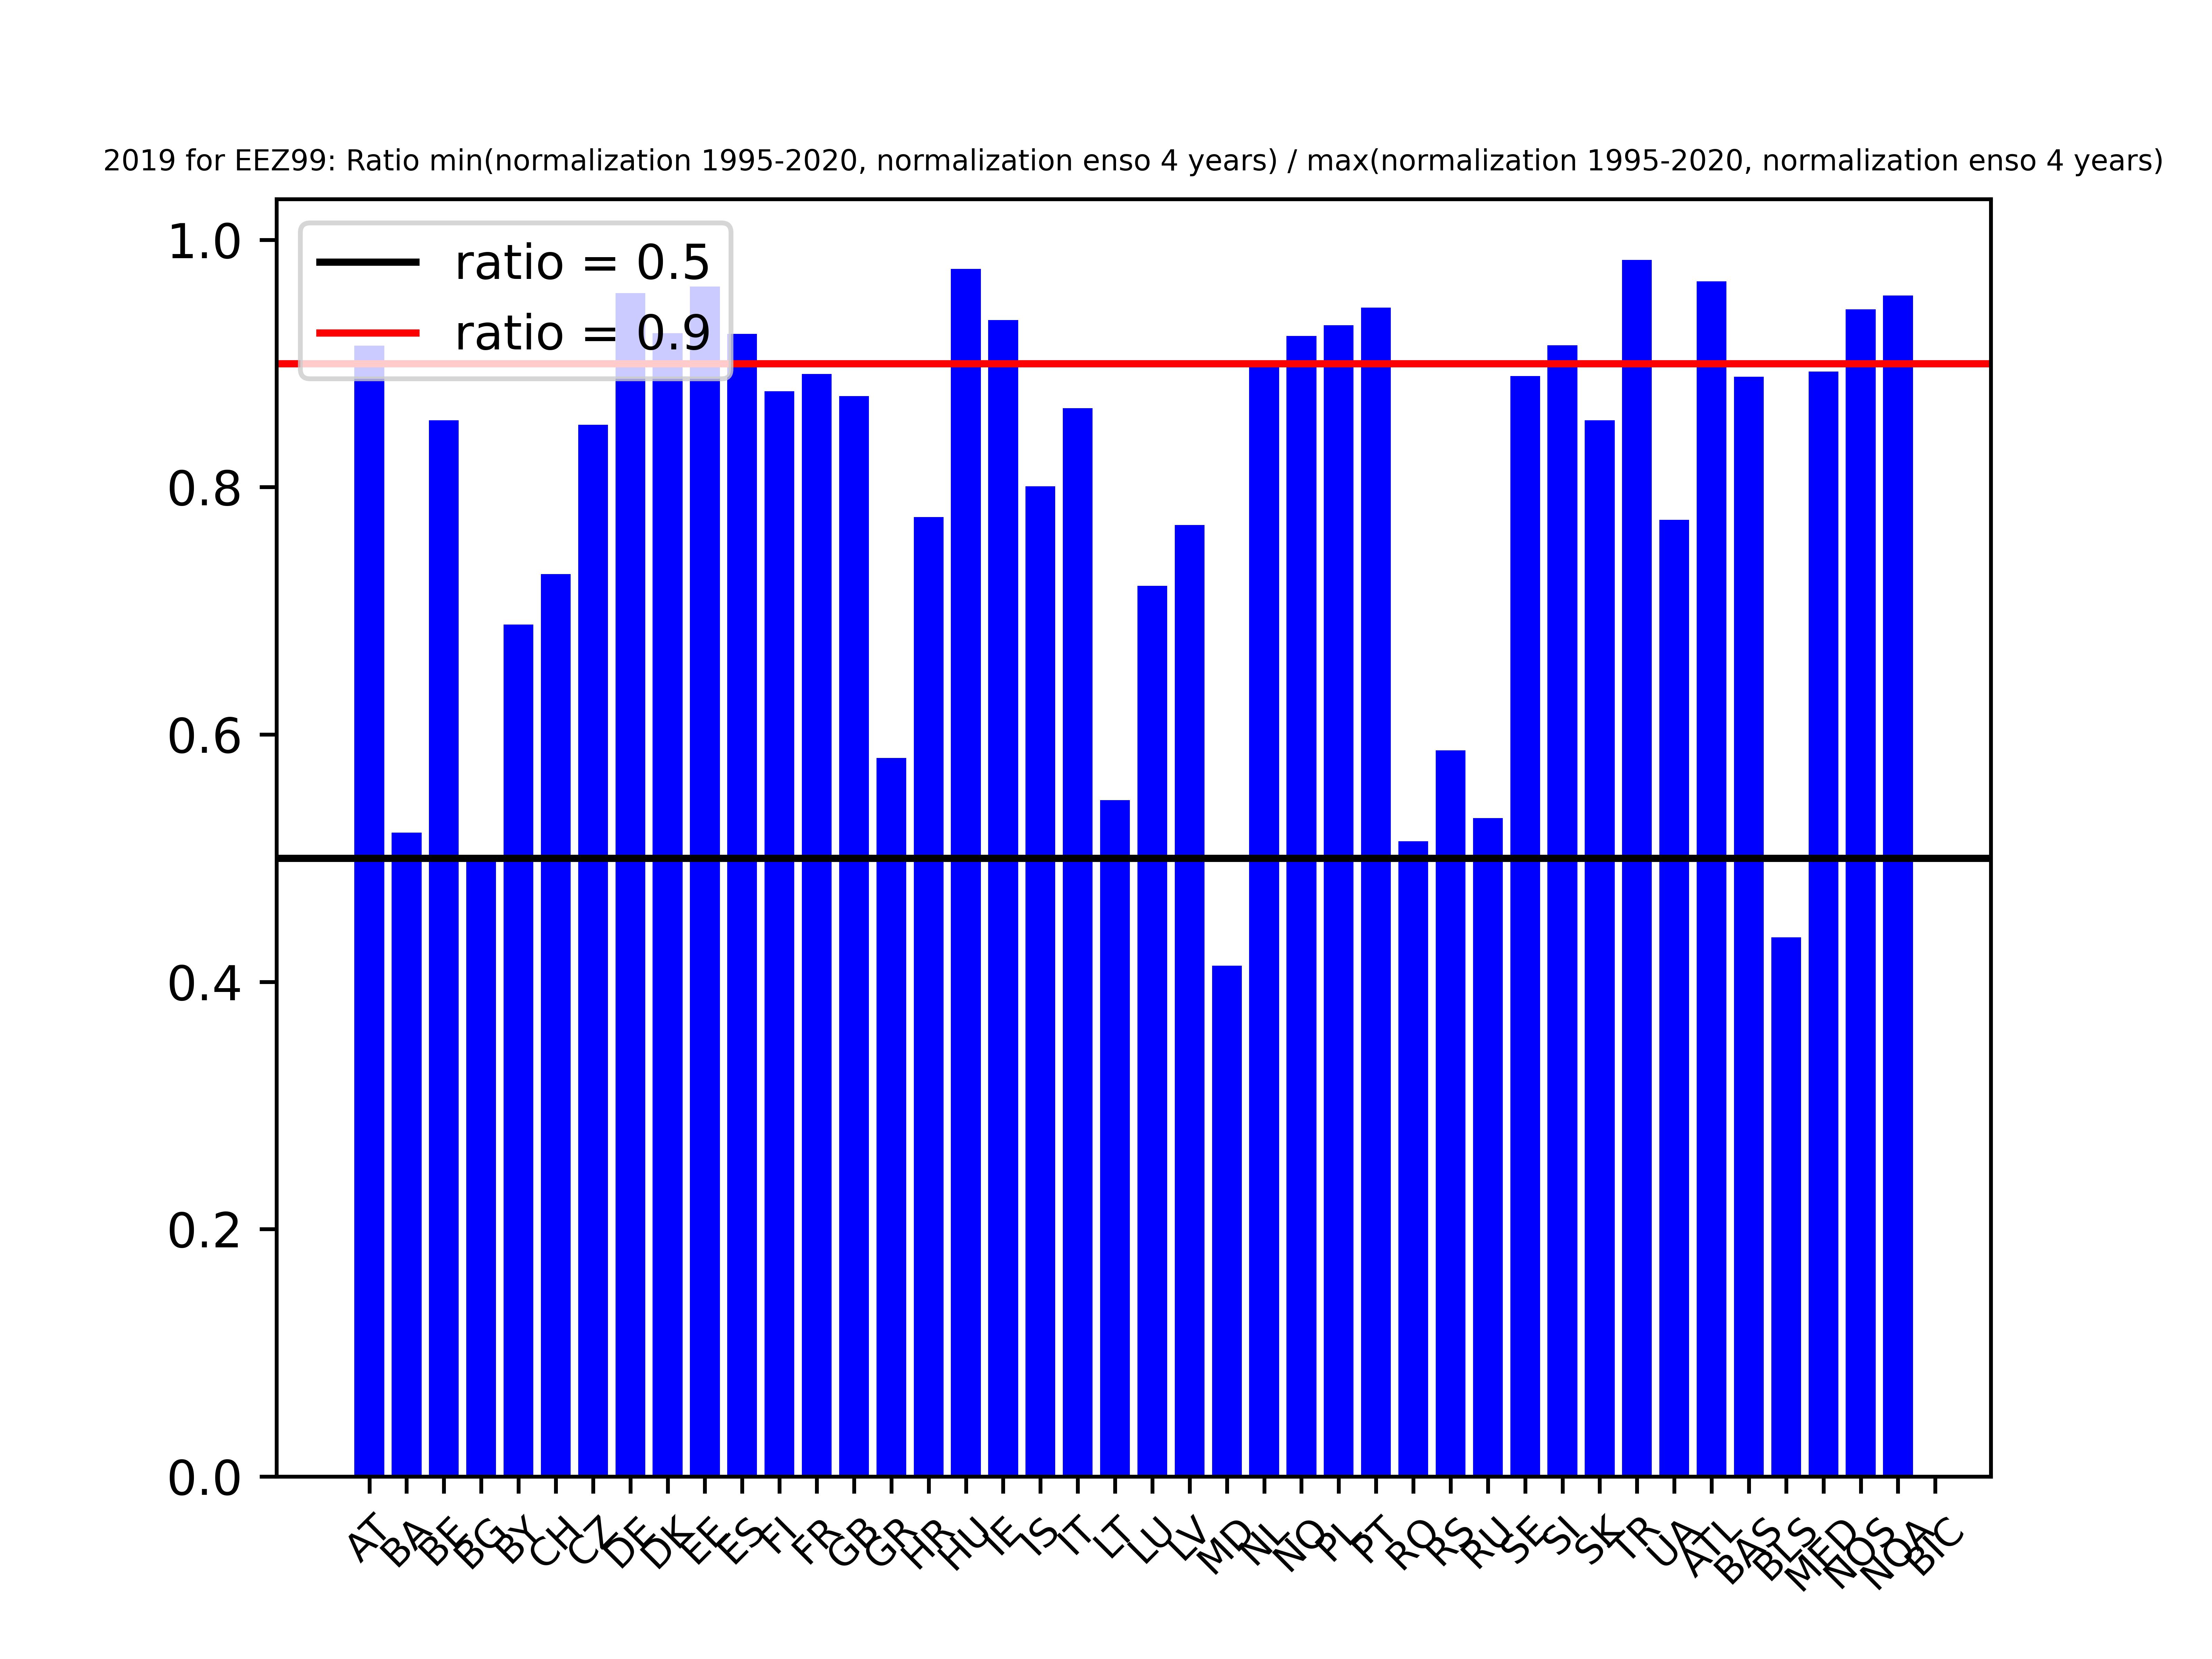 2019 for EEZ99: Ratio min(normalization 1995-2020, normalization enso 4 years) / max(normalization 1995-2020, normalization enso 4 years)
ratio = 0.5
ratio = 0.9
1.0
0.8
0.6
0.4
0.2
0.0
AT BA BE BG BY CH CZ DE DK EE ES FI FR GB GR HR HU IE IS IT LT LU LV MD NL NO PL PT RO RS RU SE SI SK TR UA ATL BAS BLS MED NOS NOA BIC